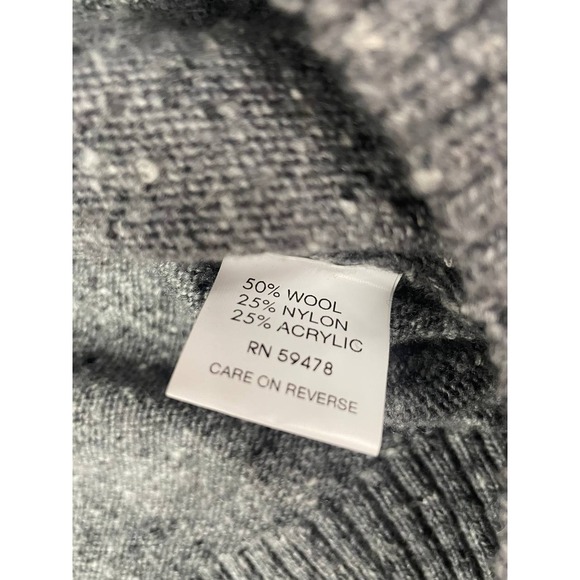 50% WOOL
25% NYLON
25% ACRYLIC
RN 59478
CARE ON REVERSE